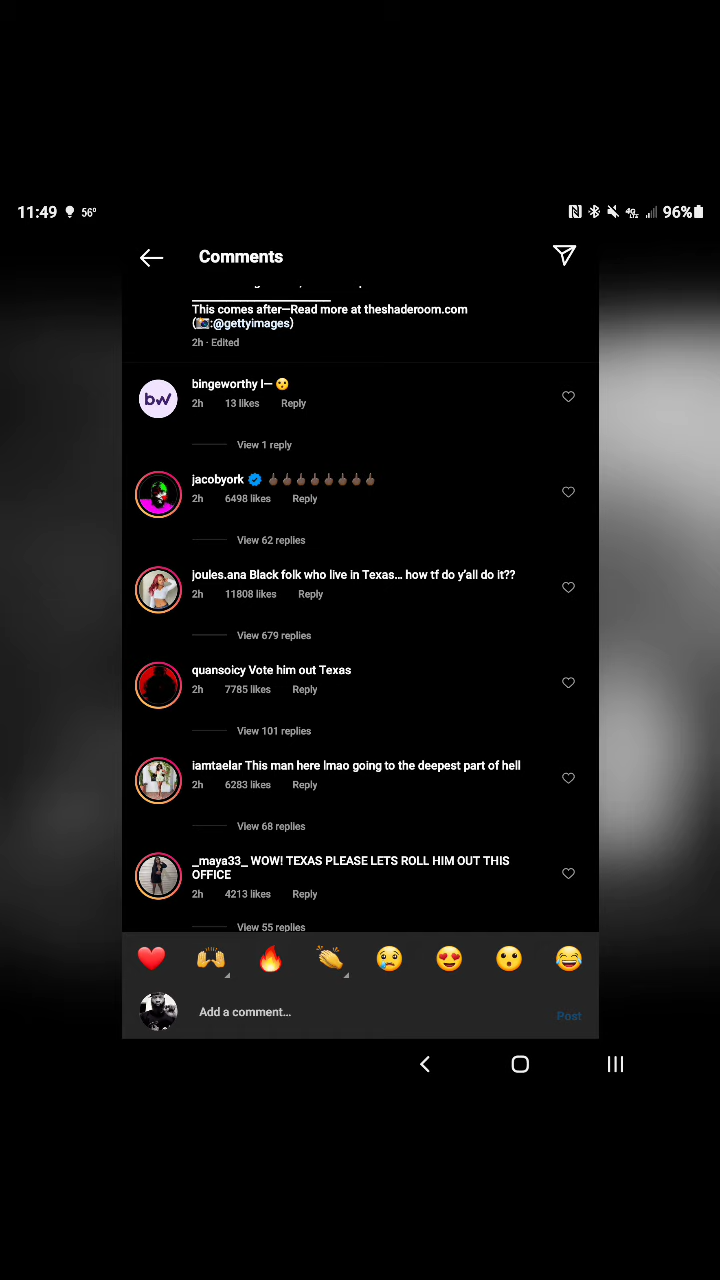 11:49 56°
96%
Comments
This comes after—Read more at theshaderoom.com
(📷:@gettyimages)
2h · Edited
bw
bingeworthy I— 😯
2h 13 likes Reply
View 1 reply
jacobyork 🖕🏾🖕🏾🖕🏾🖕🏾🖕🏾🖕🏾🖕🏾🖕🏾
2h 6498 likes Reply
View 62 replies
joules.ana Black folk who live in Texas... how tf do y'all do it??
2h 11808 likes Reply
View 679 replies
quansoicy Vote him out Texas
2h 7785 likes Reply
View 101 replies
iamtaelar This man here lmao going to the deepest part of hell
2h 6283 likes Reply
View 68 replies
_maya33_ WOW! TEXAS PLEASE LETS ROLL HIM OUT THIS
OFFICE
2h 4213 likes Reply
View 55 replies
❤️ 🙌 🔥 👏 😢 😍 😮 😂
Add a comment...
Post